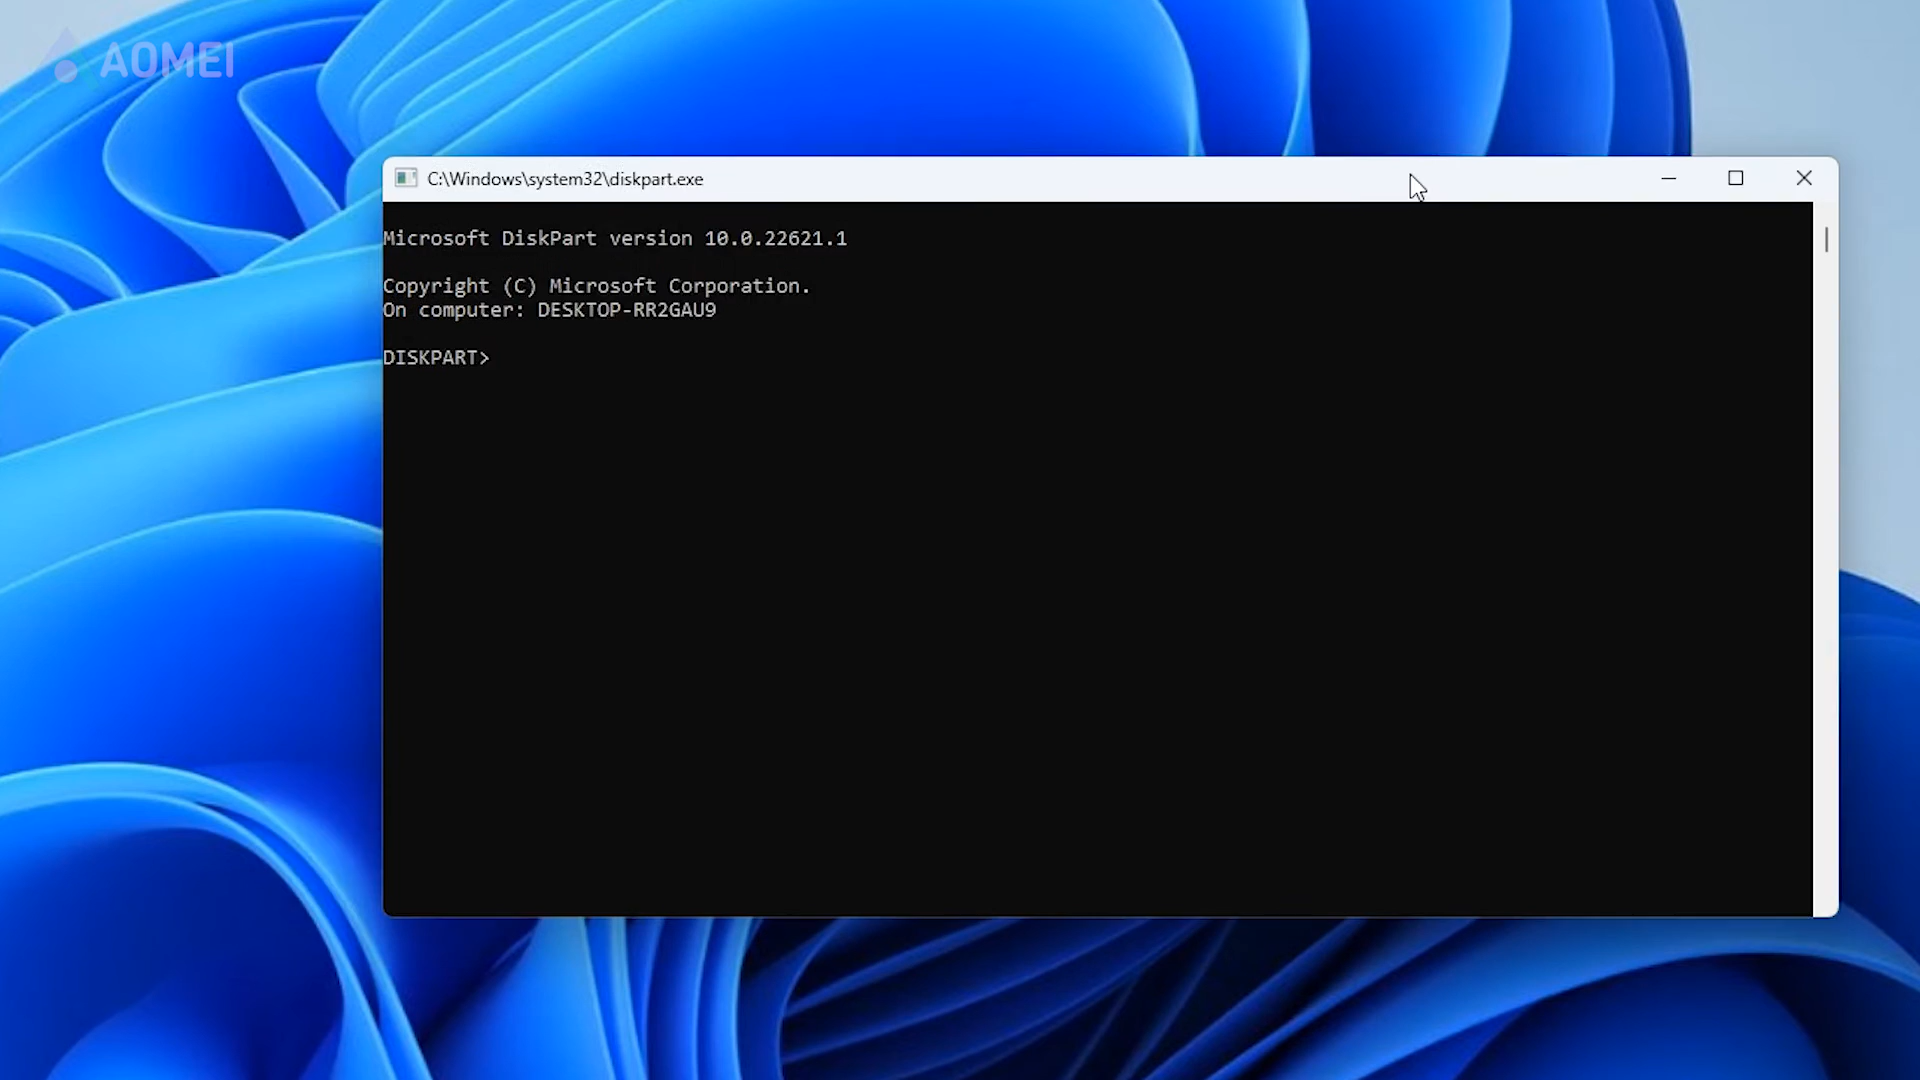 AOMEI
C:\Windows\system32\diskpart.exe
Microsoft DiskPart version 10.0.22621.1
Copyright (C) Microsoft Corporation.
On computer: DESKTOP-RR2GAU9
DISKPART>